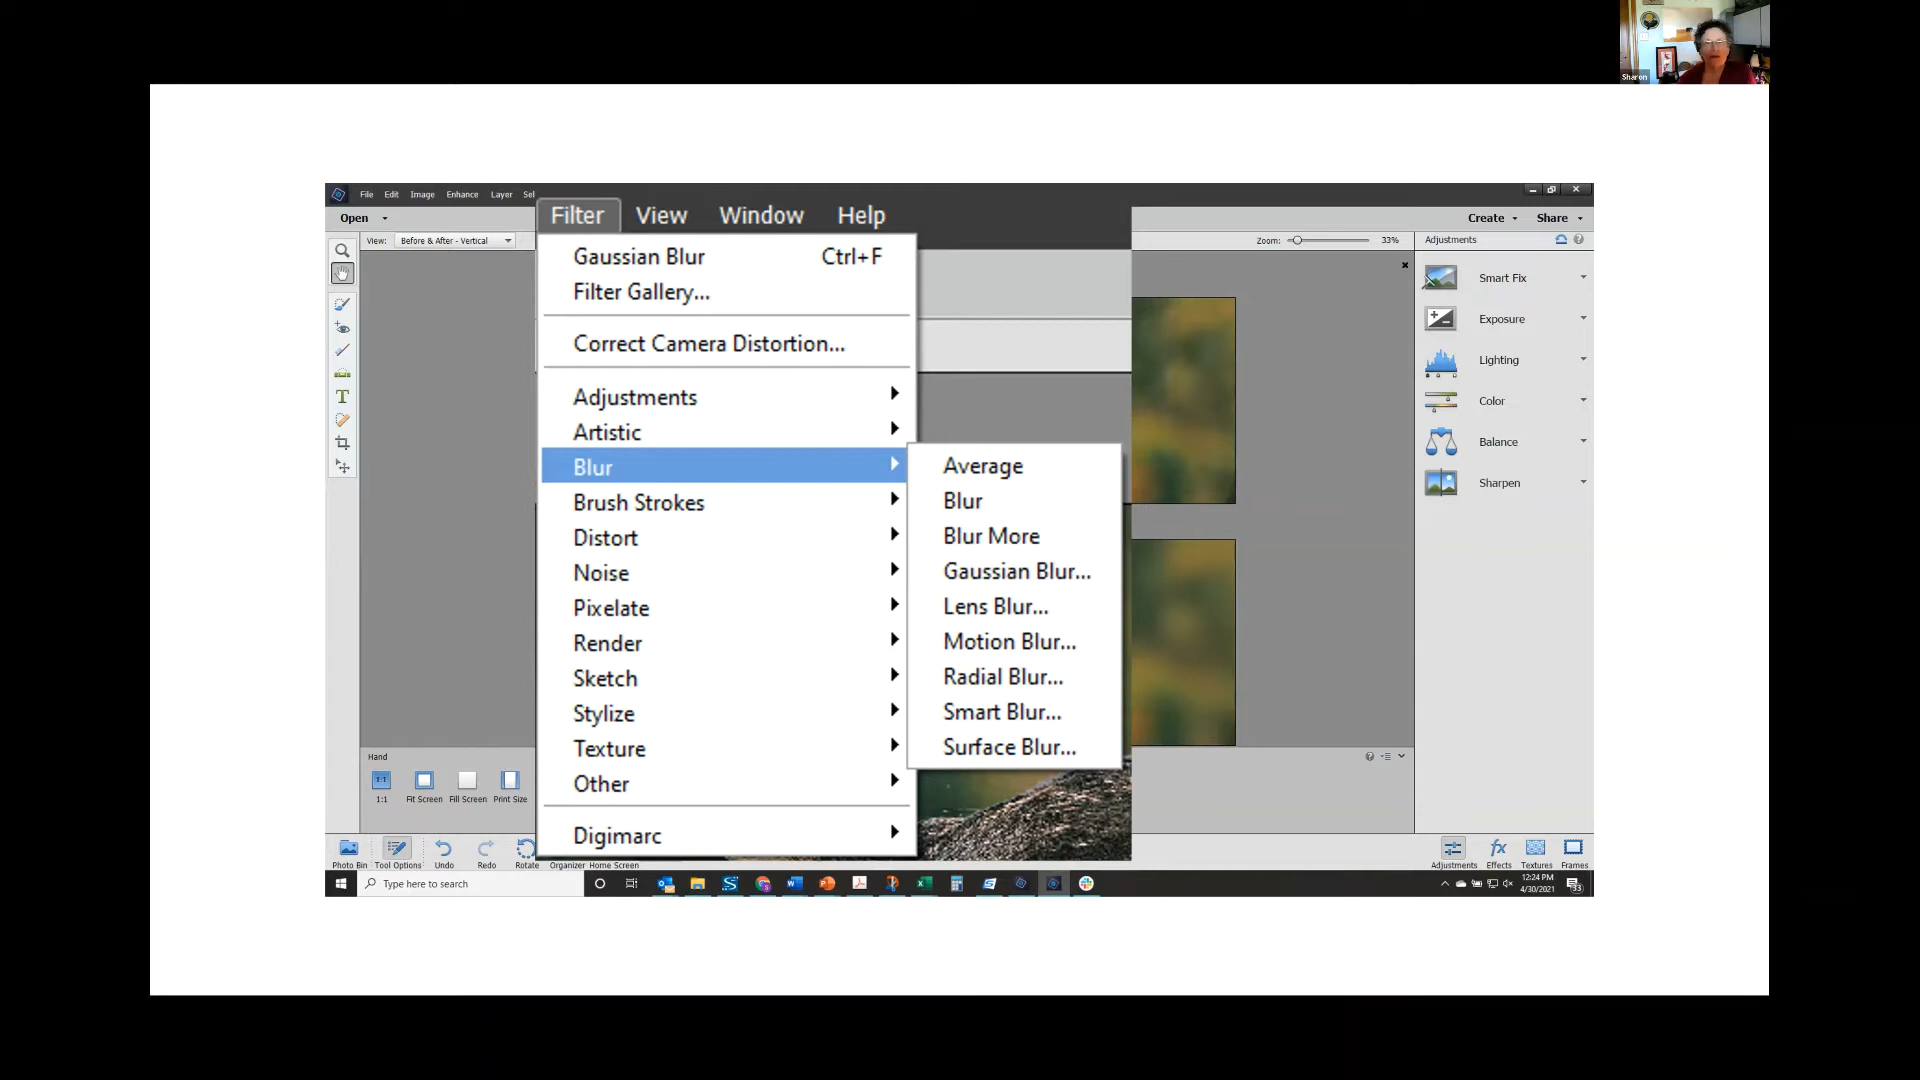 Sharon
File Edit Image Enhance Layer Sel
Filter View Window Help
Open Create Share
View: Before & After - Vertical Zoom: 33% Adjustments
Gaussian Blur Ctrl+F
Filter Gallery...
Correct Camera Distortion...
Adjustments
Artistic
Blur
Brush Strokes
Distort
Noise
Pixelate
Render
Sketch
Stylize
Texture
Other
Digimarc
Average
Blur
Blur More
Gaussian Blur...
Lens Blur...
Motion Blur...
Radial Blur...
Smart Blur...
Surface Blur...
Smart Fix
Exposure
Lighting
Color
Balance
Sharpen
Hand
1:1
1:1 Fit Screen Fill Screen Print Size
Photo Bin Tool Options Undo Redo Rotate Organizer Home Screen
Adjustments Effects Textures Frames
Type here to search
12:24 PM
4/30/2021
33